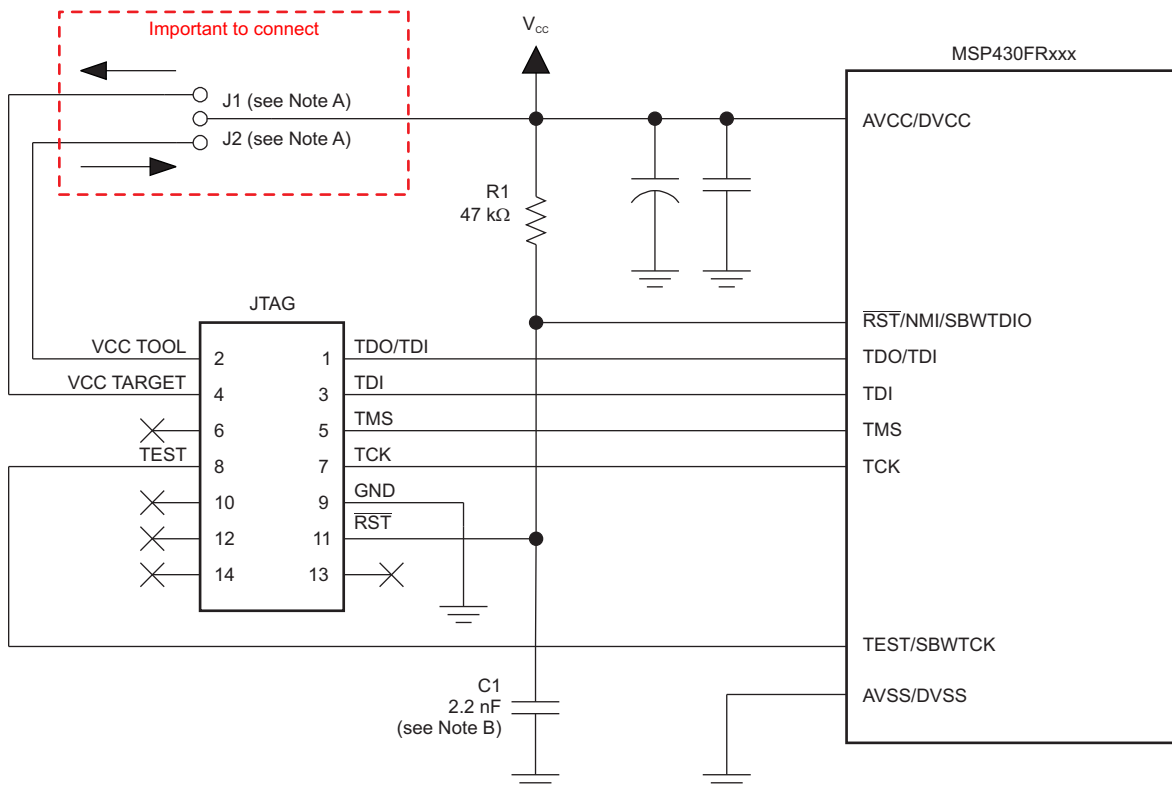 Important to connect
J1 (see Note A)
J2 (see Note A)
VCC
MSP430FRxxx
AVCC/DVCC
R1
47 kΩ
JTAG
RST/NMI/SBWTDIO
VCC TOOL
2
1
TDO/TDI
TDO/TDI
VCC TARGET
4
3
TDI
TDI
6
5
TMS
TMS
TEST
8
7
TCK
TCK
10
9
GND
12
11
RST
14
13
TEST/SBWTCK
C1
2.2 nF
(see Note B)
AVSS/DVSS